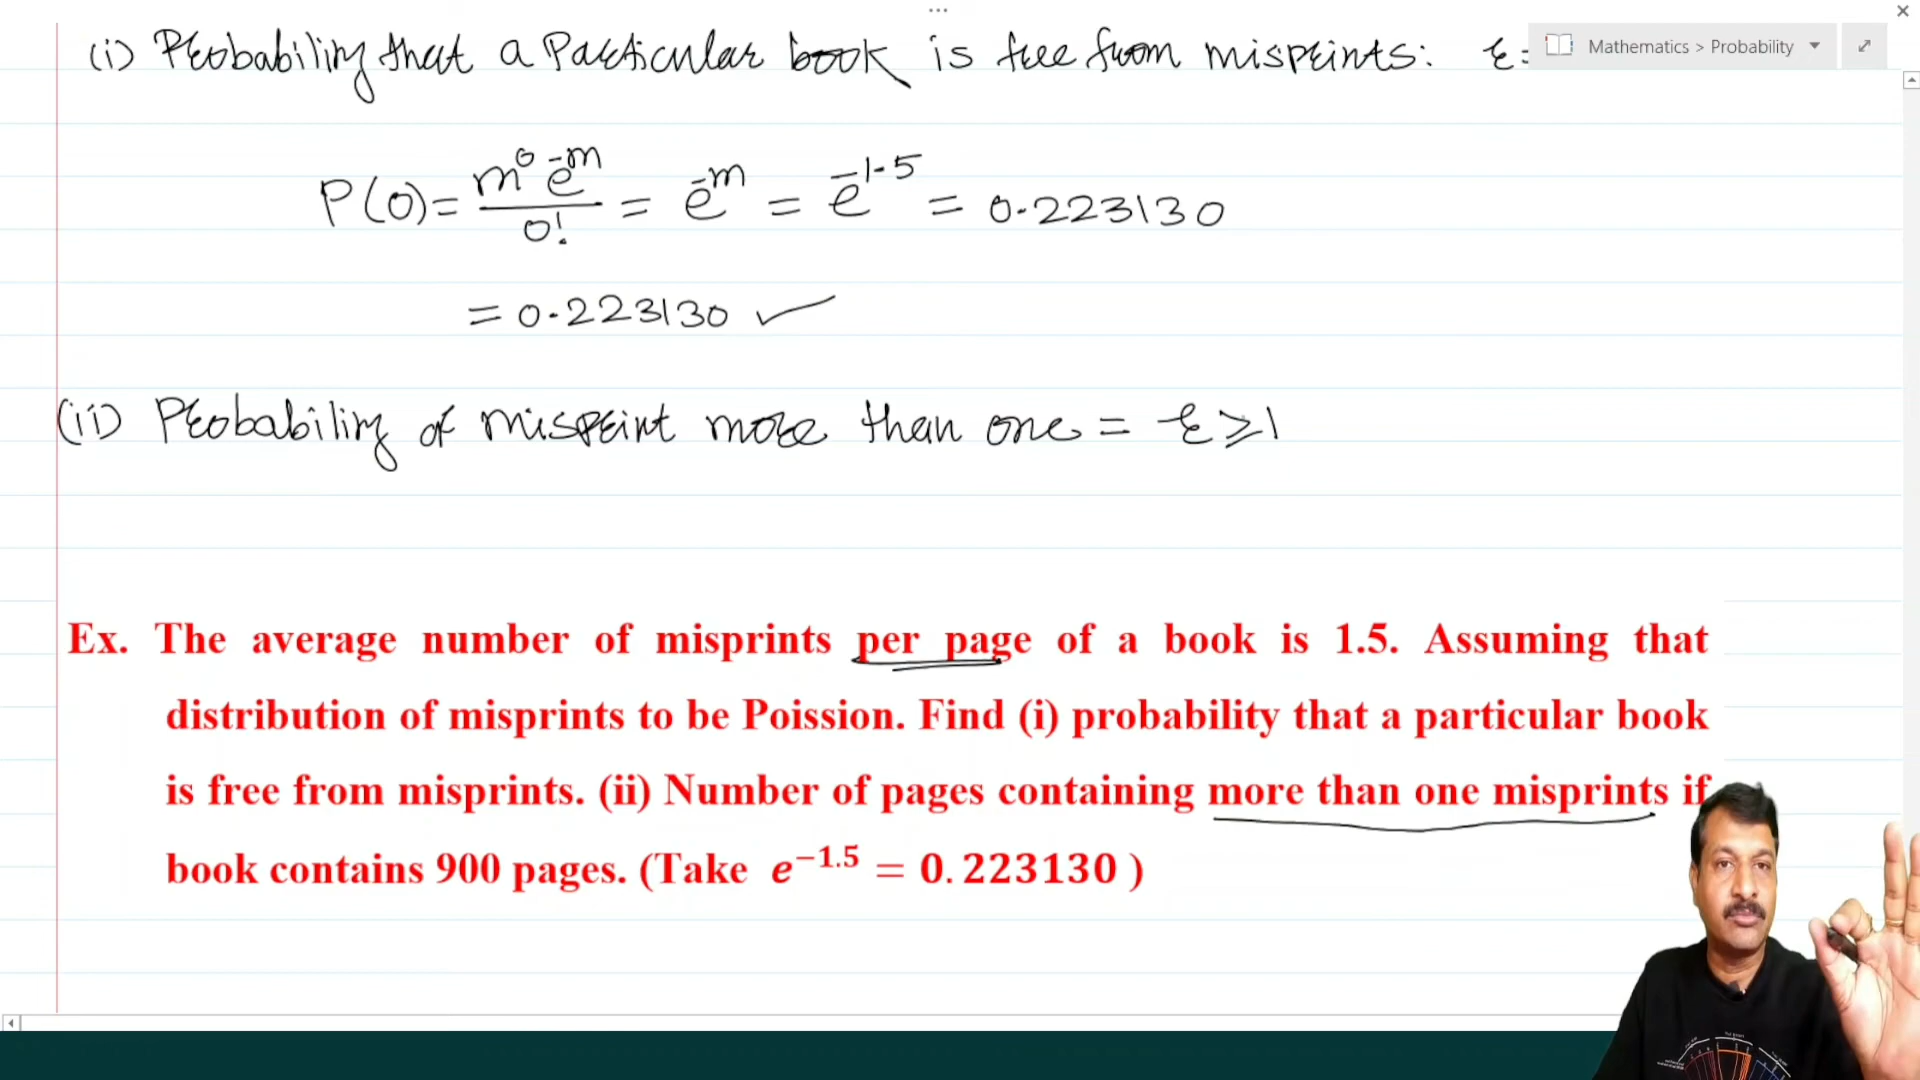 (i) Probability that a Particular book is free from misprints: r=
Mathematics > Probability
P(0) = m⁰ e⁻ᵐ / 0! = e⁻ᵐ = e⁻¹·⁵ = 0.223130
= 0.223130 ✓
(ii) Probability of misprint more than one = r ≥ 1
Ex. The average number of misprints per page of a book is 1.5. Assuming that
distribution of misprints to be Poission. Find (i) probability that a particular book
is free from misprints. (ii) Number of pages containing more than one misprints if
book contains 900 pages. (Take e⁻¹·⁵ = 0.223130 )